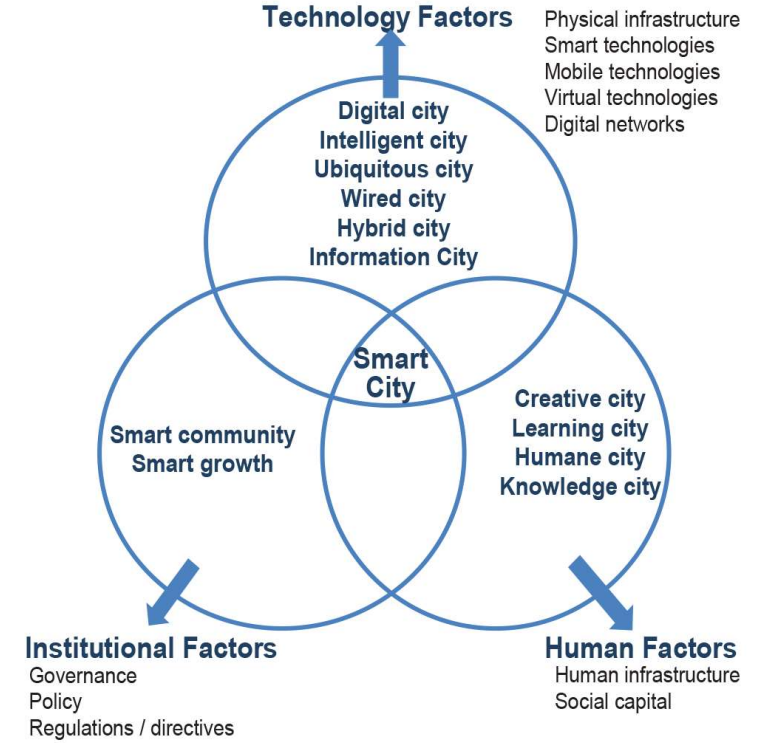 Technology Factors
Physical infrastructure
Smart technologies
Mobile technologies
Virtual technologies
Digital networks
Digital city
Intelligent city
Ubiquitous city
Wired city
Hybrid city
Information City
Smart
City
Smart community
Smart growth
Creative city
Learning city
Humane city
Knowledge city
Institutional Factors
Governance
Policy
Regulations / directives
Human Factors
Human infrastructure
Social capital